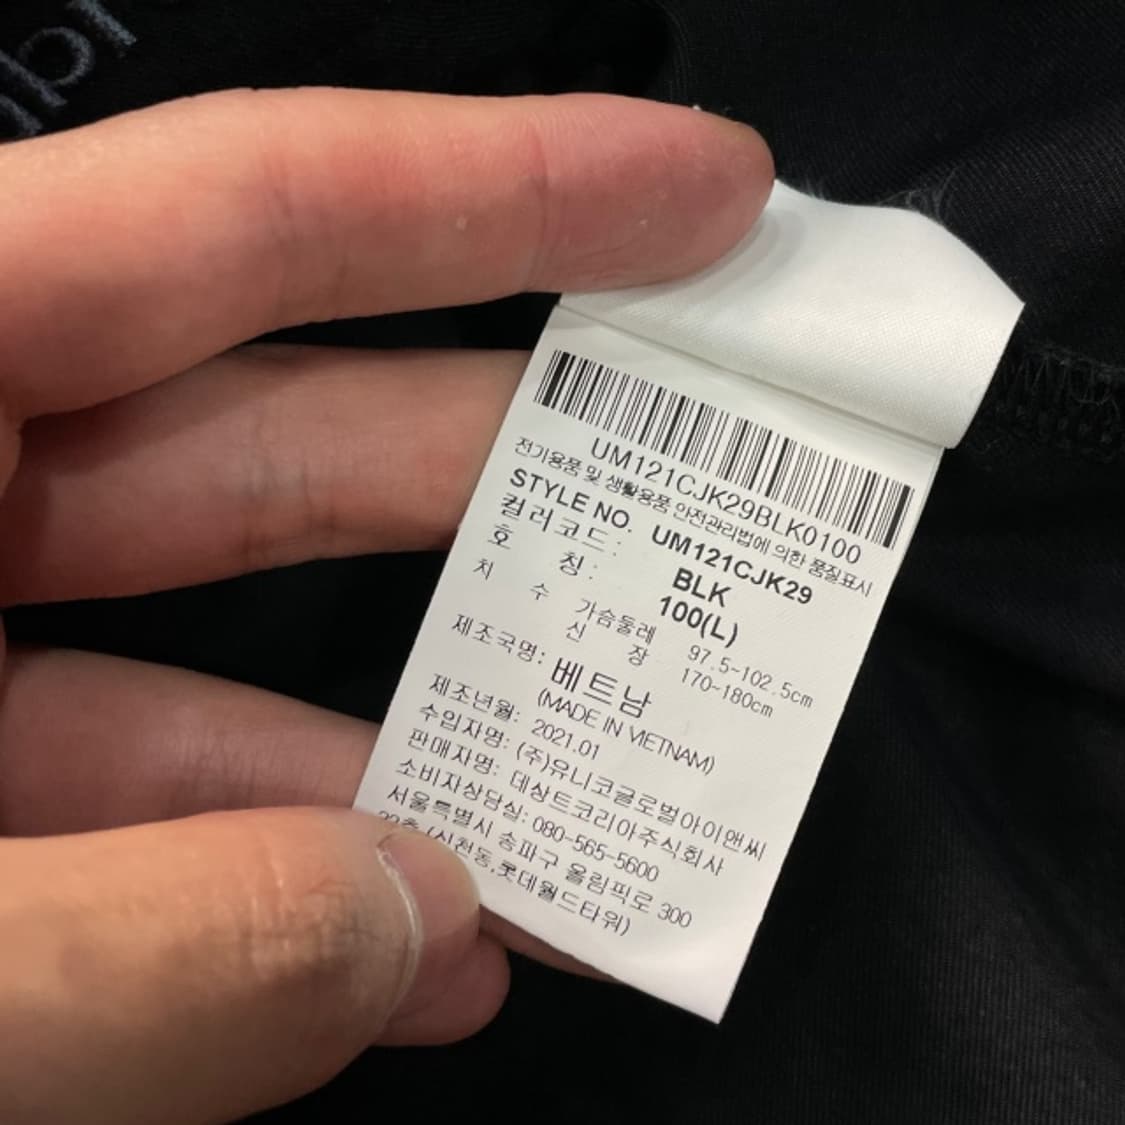 UM121CJK29BLK0100
전기용품 및 생활용품 안전관리법에 의한 품질표시
STYLE NO. UM121CJK29
컬러코드: BLK
호 칭: 100(L)
치 수 가슴둘레 97.5~102.5cm
신 장 170~180cm
제조국명: 베트남
(MADE IN VIETNAM)
제조년월: 2021.01
수입자명: (주)유니코글로벌아이앤씨
판매자명: 데상트코리아주식회사
소비자상담실: 080-565-5600
서울특별시 송파구 올림픽로 300
(신천동,롯데월드타워)